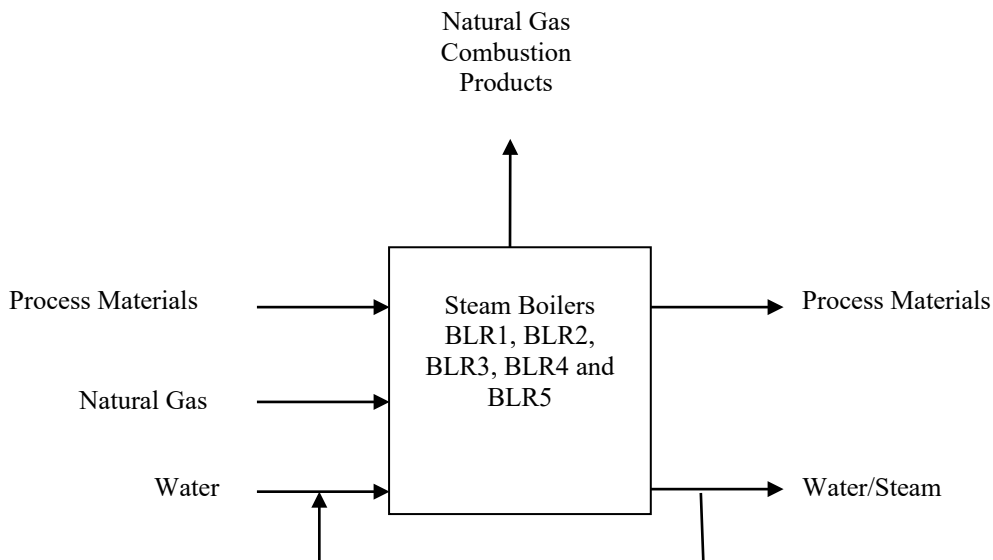 Natural Gas
Combustion
Products
Process Materials
Steam Boilers
BLR1, BLR2,
BLR3, BLR4 and
BLR5
Process Materials
Natural Gas
Water
Water/Steam